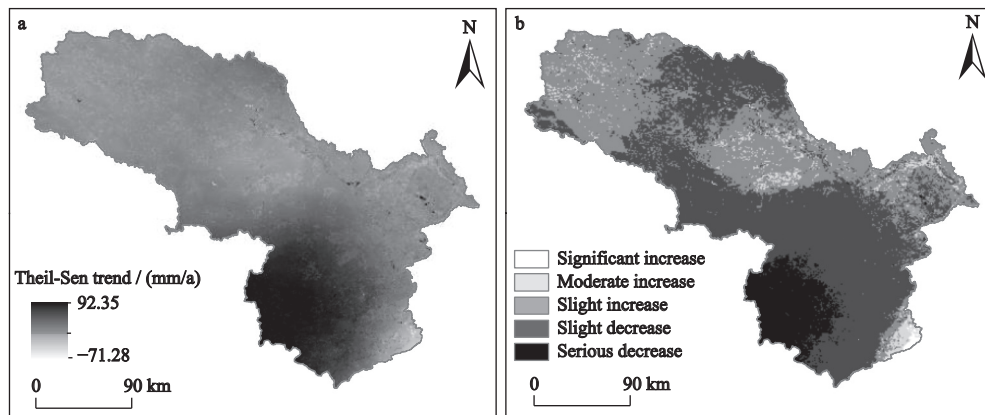 a
N
Theil-Sen trend / (mm/a)
92.35
−71.28
0 90 km
b
N
Significant increase
Moderate increase
Slight increase
Slight decrease
Serious decrease
0 90 km